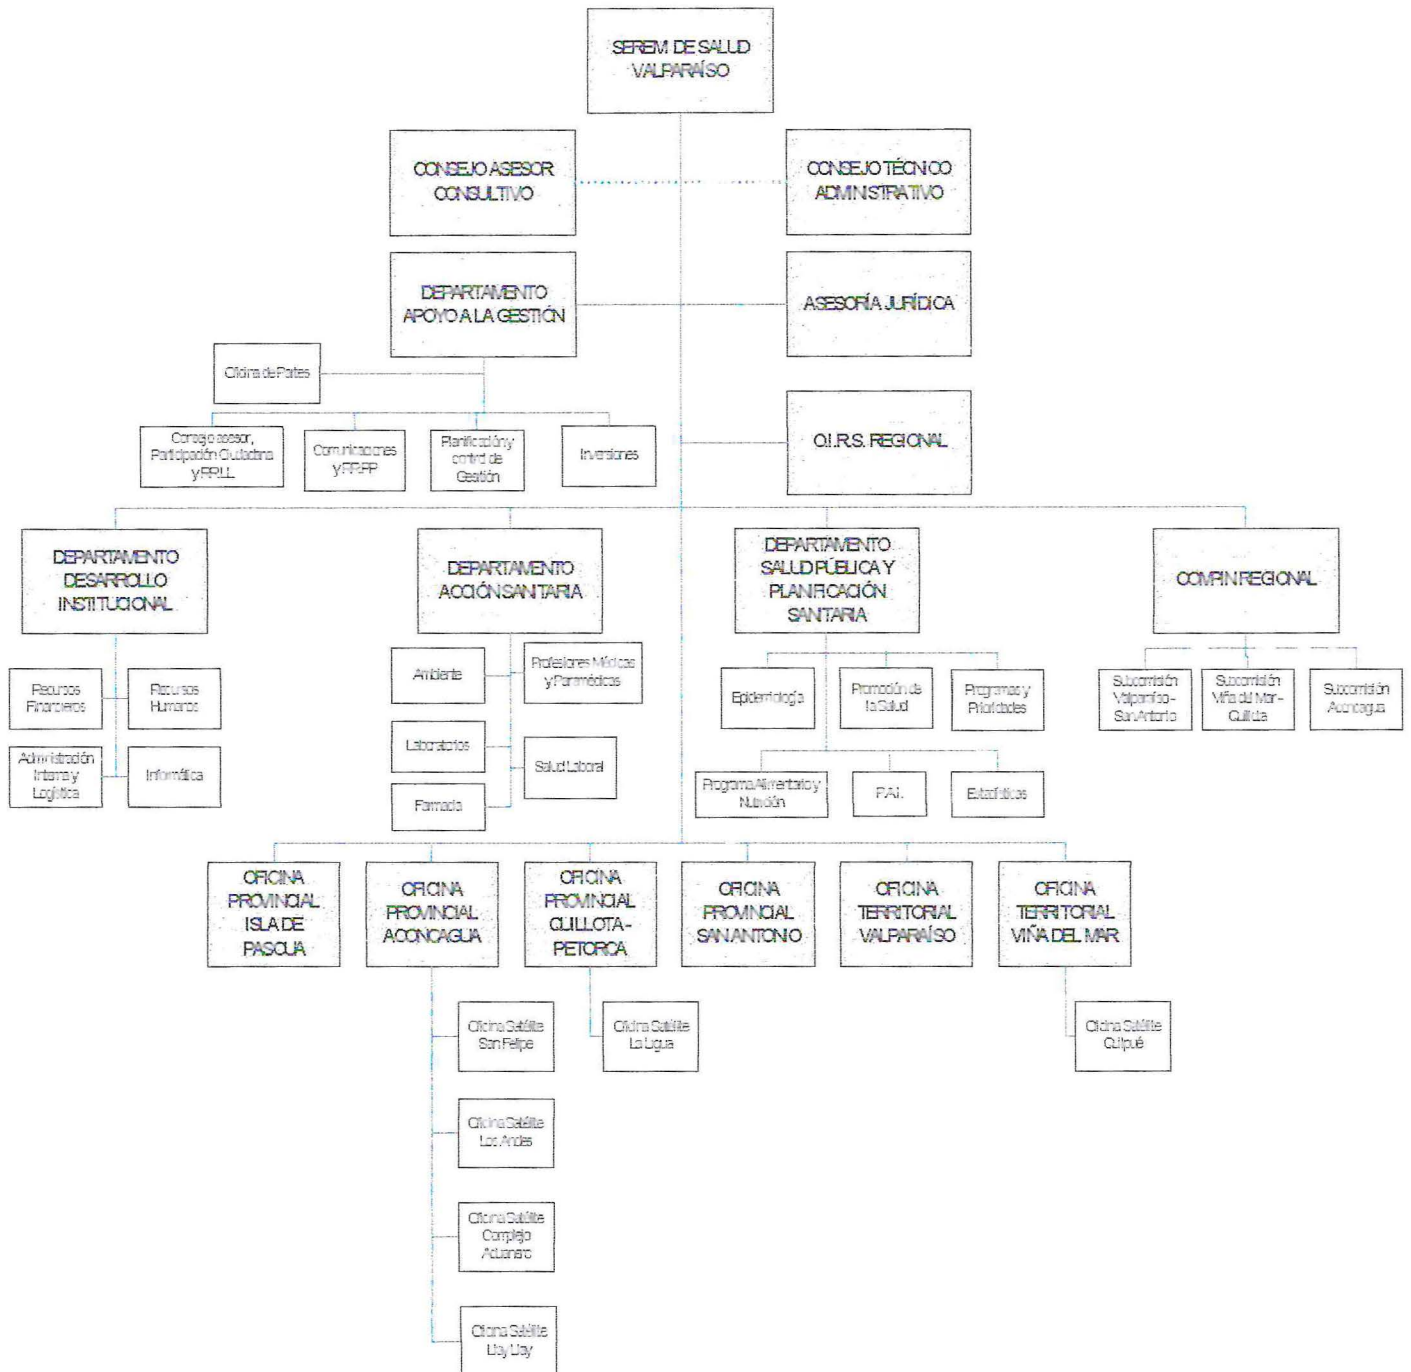 SEREMI DE SALUD
VALPARAÍSO
CONSEJO ASESOR
CONSULTIVO
CONSEJO TÉCNICO
ADMINISTRATIVO
DEPARTAMENTO
APOYO A LA GESTIÓN
ASESORÍA JURÍDICA
Oficina de Partes
O.I.R.S. REGIONAL
Consejo asesor,
Participación Ciudadana
y RR.LL.
Comunicaciones
y RR.PP
Planificación y
control de
Gestión
Inversiones
DEPARTAMENTO
DESARROLLO
INSTITUCIONAL
DEPARTAMENTO
ACCIÓN SANITARIA
DEPARTAMENTO
SALUD PÚBLICA Y
PLANIFICACIÓN
SANITARIA
COMPIN REGIONAL
Recursos
Financieros
Recursos
Humanos
Administración
Interna y
Logística
Informática
Ambiente
Profesiones Médicas
y Paramédicas
Laboratorios
Salud Laboral
Farmacia
Epidemiología
Promoción de
la Salud
Programas y
Prioridades
Programa Alimentario y
Nutrición
P.A.I.
Estadísticas
Subcomisión
Valparaíso -
San Antonio
Subcomisión
Viña del Mar -
Quillota
Subcomisión
Aconcagua
OFICINA
PROVINCIAL
ISLA DE
PASCUA
OFICINA
PROVINCIAL
ACONCAGUA
OFICINA
PROVINCIAL
QUILLOTA -
PETORCA
OFICINA
PROVINCIAL
SAN ANTONIO
OFICINA
TERRITORIAL
VALPARAÍSO
OFICINA
TERRITORIAL
VIÑA DEL MAR
Oficina Satélite
San Felipe
Oficina Satélite
La Ligua
Oficina Satélite
Quilpué
Oficina Satélite
Los Andes
Oficina Satélite
Complejo
Aduanero
Oficina Satélite
Llay Llay